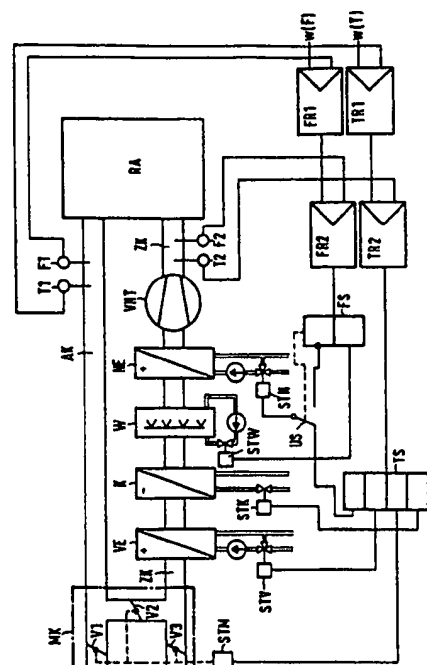 w(F)
w(T)
FR1
TR1
RA
F1
T1
ZK
F2
T2
FR2
TR2
AK
VNT
FS
NE
STN
US
W
STW
TS
K
STK
VE
STV
ZK
MK
V1
V2
V3
STM